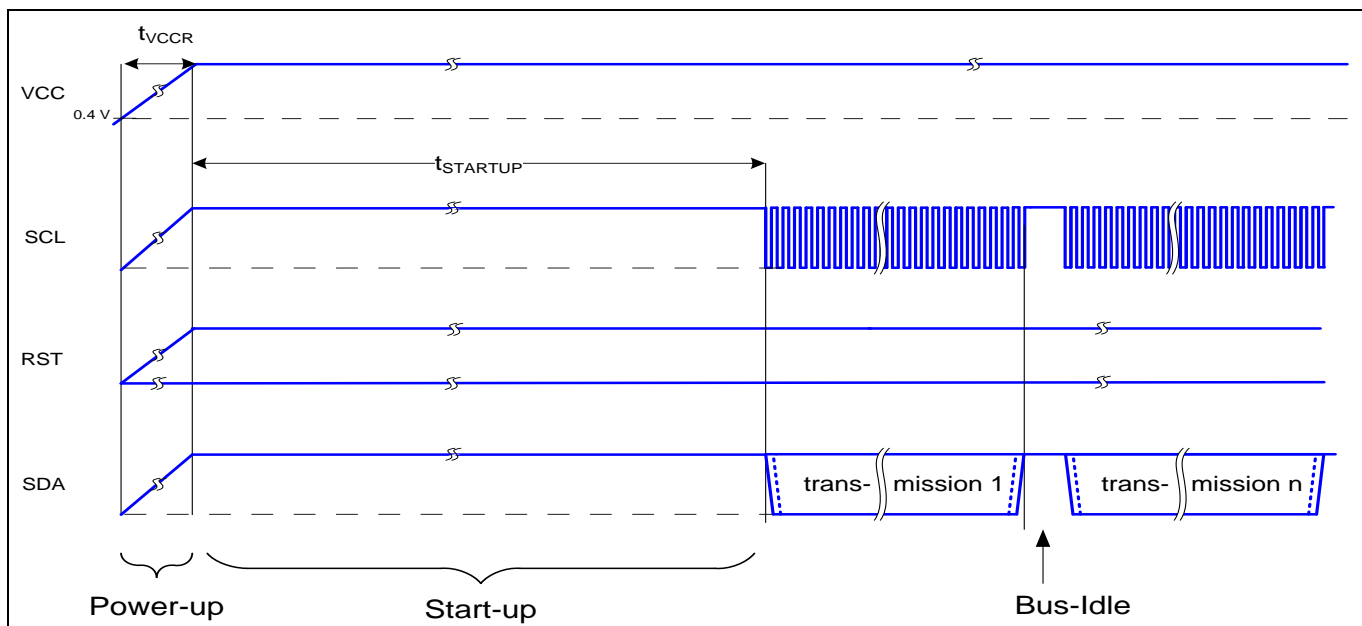 tVCCR
VCC
0.4 V
tSTARTUP
SCL
RST
SDA
trans- mission 1
trans- mission n
Power-up
Start-up
Bus-Idle